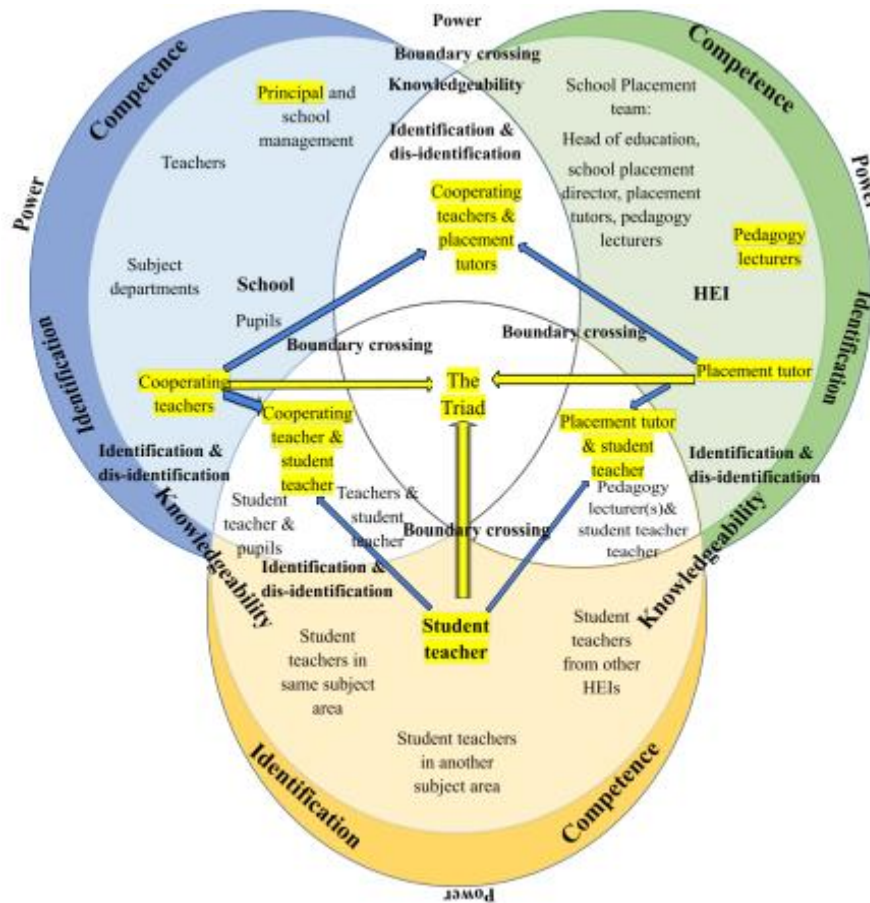 Power
Boundary crossing
Knowledgeability
Identification &
dis-identification
Cooperating
teachers &
placement
tutors
Competence
Principal and
school
management
Teachers
Power
Subject
departments
School
Pupils
Identification
Cooperating
teachers
Identification &
dis-identification
Knowledgeability
Competence
School Placement
team:
Head of education,
school placement
director, placement
tutors, pedagogy
lecturers
Power
Pedagogy
lecturers
HEI
Identification
Placement tutor
Identification &
dis-identification
Knowledgeability
Boundary crossing
Boundary crossing
The
Triad
Cooperating
teacher &
student
teacher
Placement tutor
& student
teacher
Student
teacher &
pupils
Teachers &
student
teacher
Boundary crossing
Pedagogy
lecturer(s)&
student teacher
teacher
Identification &
dis-identification
Student
teacher
Student
teachers in
same subject
area
Student
teachers
from other
HEIs
Student teachers
in another
subject area
Identification
Competence
Power